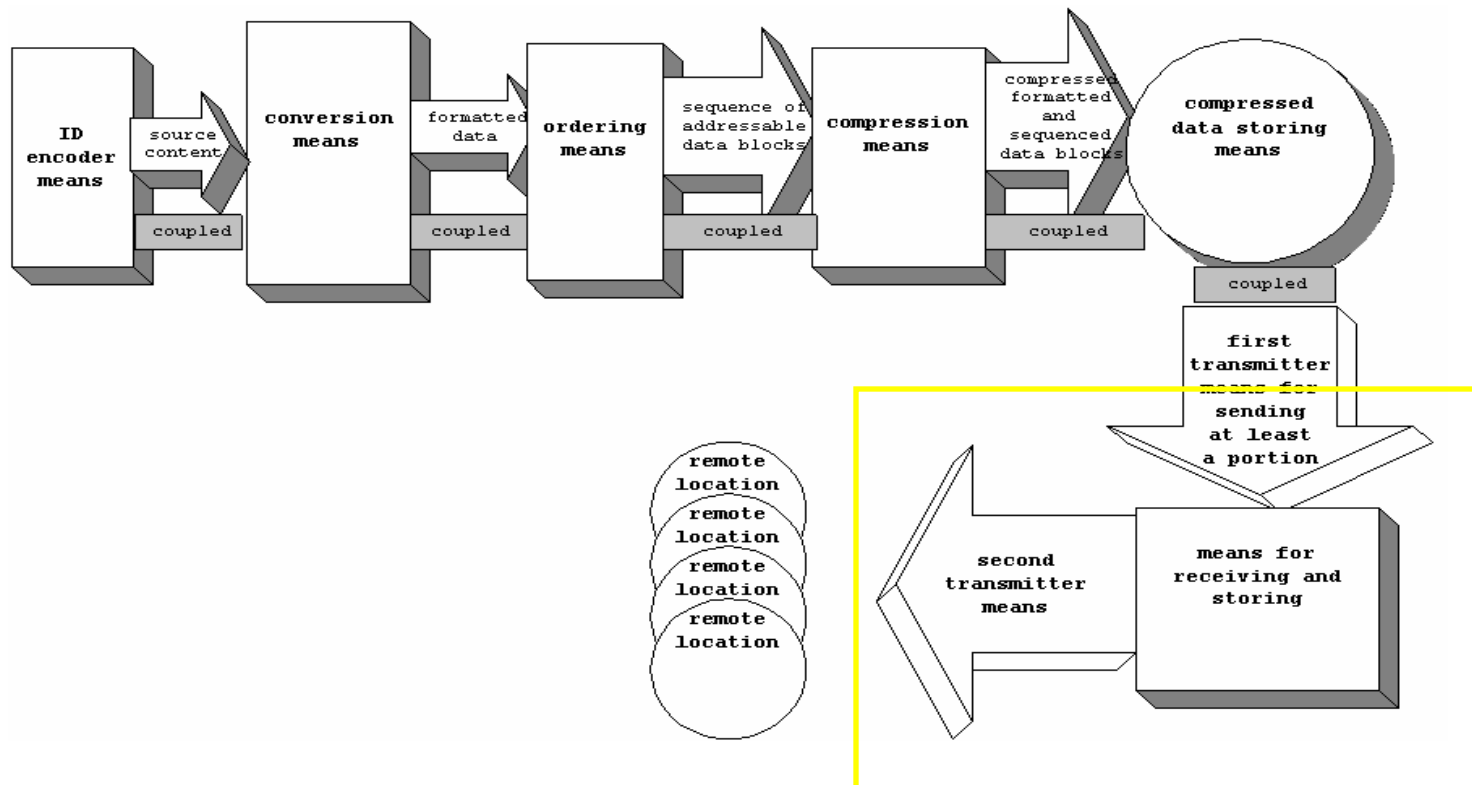 ID
encoder
means
source
content
coupled
conversion
means
formatted
data
coupled
ordering
means
sequence of
addressable
data blocks
coupled
compression
means
compressed
formatted
and
sequenced
data blocks
coupled
compressed
data storing
means
coupled
first
transmitter
means for
sending
at least
a portion
means for
receiving and
storing
second
transmitter
means
remote
location
remote
location
remote
location
remote
location